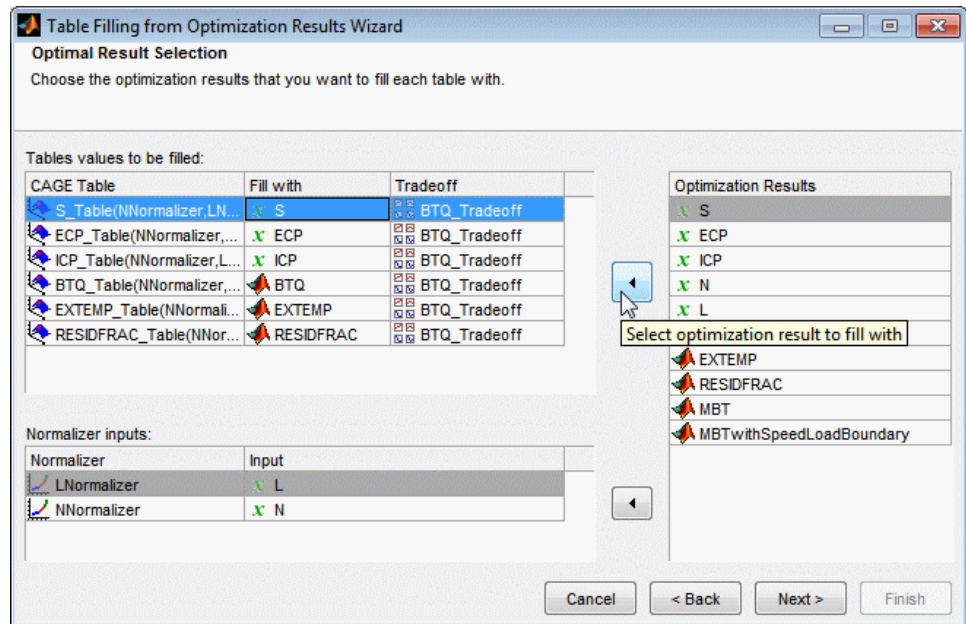 Table Filling from Optimization Results Wizard
Optimal Result Selection
Choose the optimization results that you want to fill each table with.
Tables values to be filled:
CAGE Table Fill with Tradeoff
S_Table(NNormalizer,LN... x S BTQ_Tradeoff
ECP_Table(NNormalizer,... x ECP BTQ_Tradeoff
ICP_Table(NNormalizer,L... x ICP BTQ_Tradeoff
BTQ_Table(NNormalizer,... BTQ BTQ_Tradeoff
EXTEMP_Table(NNormali... EXTEMP BTQ_Tradeoff
RESIDFRAC_Table(NNor... RESIDFRAC BTQ_Tradeoff
Normalizer inputs:
Normalizer Input
LNormalizer x L
NNormalizer x N
Optimization Results
x S
x ECP
x ICP
x N
x L
Select optimization result to fill with
EXTEMP
RESIDFRAC
MBT
MBTwithSpeedLoadBoundary
Cancel
< Back
Next >
Finish